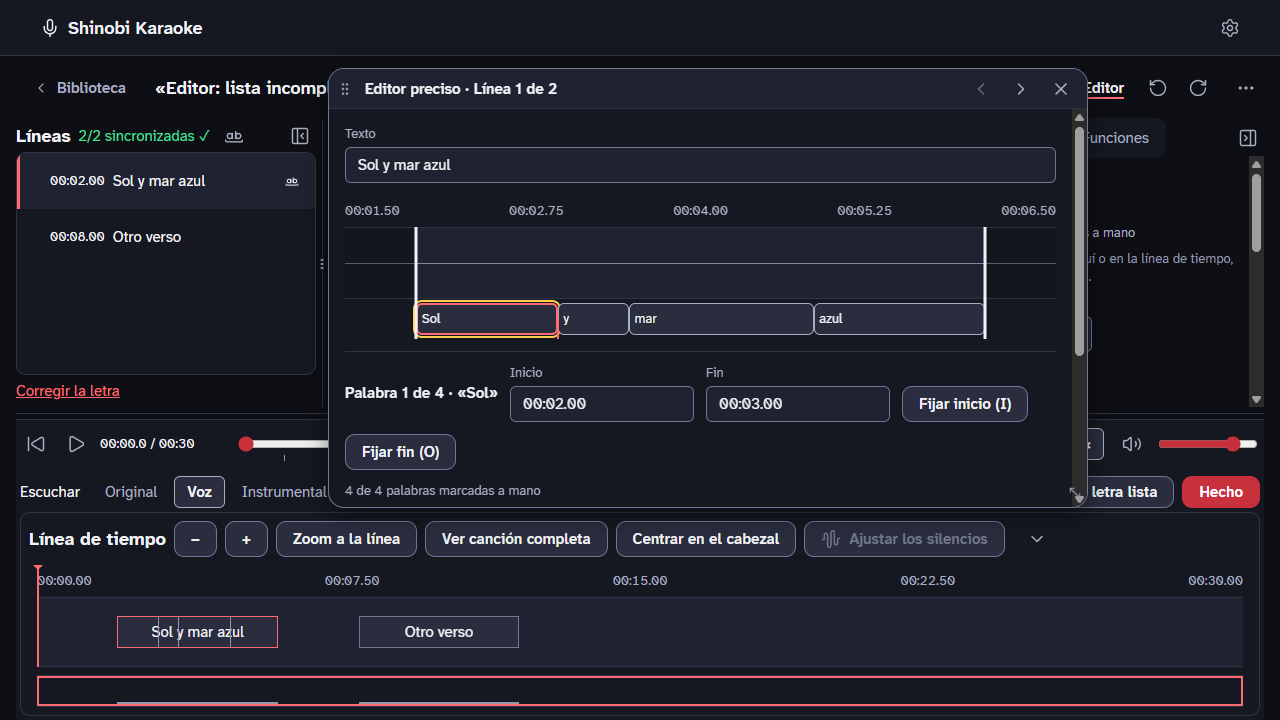 Shinobi Karaoke
Biblioteca
«Editor: lista incomp
Editor
Líneas
2/2 sincronizadas ✓
ab
00:02.00 Sol y mar azul
ab
00:08.00 Otro verso
Corregir la letra
Editor preciso · Línea 1 de 2
Texto
Sol y mar azul
00:01.50 00:02.75 00:04.00 00:05.25 00:06.50
Sol y mar azul
Palabra 1 de 4 · «Sol»
Inicio
00:02.00
Fin
00:03.00
Fijar inicio (I)
Fijar fin (O)
4 de 4 palabras marcadas a mano
Funciones
a mano
o en la línea de tiempo,
00:00.0 / 00:30
Escuchar Original Voz Instrumental
letra lista
Hecho
Línea de tiempo
−
+
Zoom a la línea
Ver canción completa
Centrar en el cabezal
Ajustar los silencios
00:00.00 00:07.50 00:15.00 00:22.50 00:30.00
Sol y mar azul
Otro verso